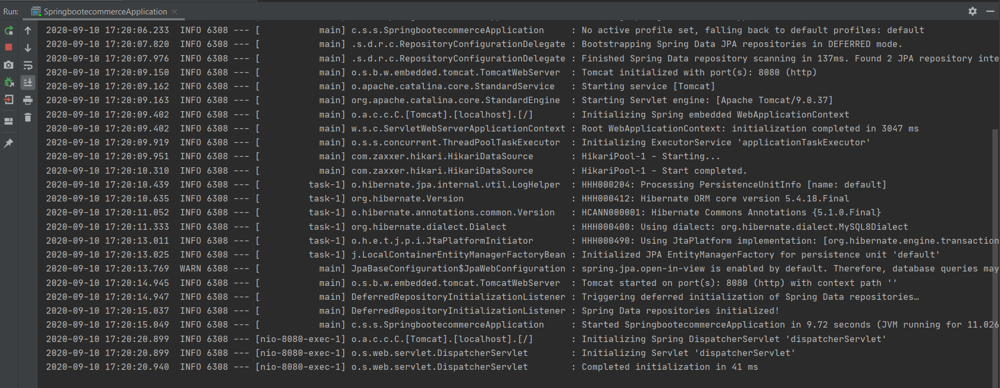 Run: SpringbootecommerceApplication
2020-09-10 17:20:06.233  INFO 6308 --- [           main] c.s.s.SpringbootecommerceApplication     : No active profile set, falling back to default profiles: default
2020-09-10 17:20:07.820  INFO 6308 --- [           main] .s.d.r.c.RepositoryConfigurationDelegate : Bootstrapping Spring Data JPA repositories in DEFERRED mode.
2020-09-10 17:20:07.976  INFO 6308 --- [           main] .s.d.r.c.RepositoryConfigurationDelegate : Finished Spring Data repository scanning in 137ms. Found 2 JPA repository inte
2020-09-10 17:20:09.150  INFO 6308 --- [           main] o.s.b.w.embedded.tomcat.TomcatWebServer  : Tomcat initialized with port(s): 8080 (http)
2020-09-10 17:20:09.162  INFO 6308 --- [           main] o.apache.catalina.core.StandardService   : Starting service [Tomcat]
2020-09-10 17:20:09.163  INFO 6308 --- [           main] org.apache.catalina.core.StandardEngine  : Starting Servlet engine: [Apache Tomcat/9.0.37]
2020-09-10 17:20:09.402  INFO 6308 --- [           main] o.a.c.c.C.[Tomcat].[localhost].[/]       : Initializing Spring embedded WebApplicationContext
2020-09-10 17:20:09.402  INFO 6308 --- [           main] w.s.c.ServletWebServerApplicationContext : Root WebApplicationContext: initialization completed in 3047 ms
2020-09-10 17:20:09.919  INFO 6308 --- [           main] o.s.s.concurrent.ThreadPoolTaskExecutor  : Initializing ExecutorService 'applicationTaskExecutor'
2020-09-10 17:20:09.951  INFO 6308 --- [           main] com.zaxxer.hikari.HikariDataSource       : HikariPool-1 - Starting...
2020-09-10 17:20:10.310  INFO 6308 --- [           main] com.zaxxer.hikari.HikariDataSource       : HikariPool-1 - Start completed.
2020-09-10 17:20:10.439  INFO 6308 --- [         task-1] o.hibernate.jpa.internal.util.LogHelper  : HHH000204: Processing PersistenceUnitInfo [name: default]
2020-09-10 17:20:10.635  INFO 6308 --- [         task-1] org.hibernate.Version                    : HHH000412: Hibernate ORM core version 5.4.18.Final
2020-09-10 17:20:11.052  INFO 6308 --- [         task-1] o.hibernate.annotations.common.Version   : HCANN000001: Hibernate Commons Annotations {5.1.0.Final}
2020-09-10 17:20:11.333  INFO 6308 --- [         task-1] org.hibernate.dialect.Dialect            : HHH000400: Using dialect: org.hibernate.dialect.MySQL8Dialect
2020-09-10 17:20:13.011  INFO 6308 --- [         task-1] o.h.e.t.j.p.i.JtaPlatformInitiator       : HHH000490: Using JtaPlatform implementation: [org.hibernate.engine.transaction
2020-09-10 17:20:13.025  INFO 6308 --- [         task-1] j.LocalContainerEntityManagerFactoryBean : Initialized JPA EntityManagerFactory for persistence unit 'default'
2020-09-10 17:20:13.769  WARN 6308 --- [           main] JpaBaseConfiguration$JpaWebConfiguration : spring.jpa.open-in-view is enabled by default. Therefore, database queries may
2020-09-10 17:20:14.945  INFO 6308 --- [           main] o.s.b.w.embedded.tomcat.TomcatWebServer  : Tomcat started on port(s): 8080 (http) with context path ''
2020-09-10 17:20:14.947  INFO 6308 --- [           main] DeferredRepositoryInitializationListener : Triggering deferred initialization of Spring Data repositories…
2020-09-10 17:20:15.037  INFO 6308 --- [           main] DeferredRepositoryInitializationListener : Spring Data repositories initialized!
2020-09-10 17:20:15.049  INFO 6308 --- [           main] c.s.s.SpringbootecommerceApplication     : Started SpringbootecommerceApplication in 9.72 seconds (JVM running for 11.026
2020-09-10 17:20:20.899  INFO 6308 --- [nio-8080-exec-1] o.a.c.c.C.[Tomcat].[localhost].[/]       : Initializing Spring DispatcherServlet 'dispatcherServlet'
2020-09-10 17:20:20.899  INFO 6308 --- [nio-8080-exec-1] o.s.web.servlet.DispatcherServlet        : Initializing Servlet 'dispatcherServlet'
2020-09-10 17:20:20.940  INFO 6308 --- [nio-8080-exec-1] o.s.web.servlet.DispatcherServlet        : Completed initialization in 41 ms